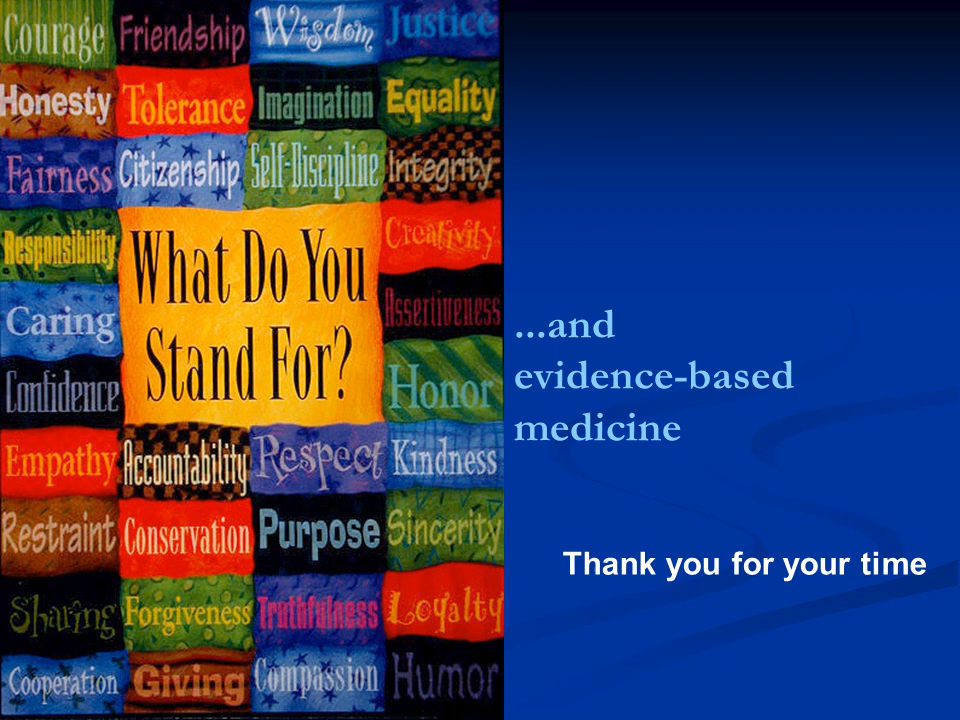 Courage Friendship Wisdom Justice
Honesty Tolerance Imagination Equality
Fairness Citizenship Self-Discipline Integrity
Responsibility
What Do You
Stand For?
Creativity
Caring
Assertiveness
Confidence
Honor
Empathy Accountability Respect Kindness
Restraint Conservation Purpose Sincerity
Sharing Forgiveness Truthfulness Loyalty
Cooperation Giving Compassion Humor
...and
evidence-based
medicine
Thank you for your time